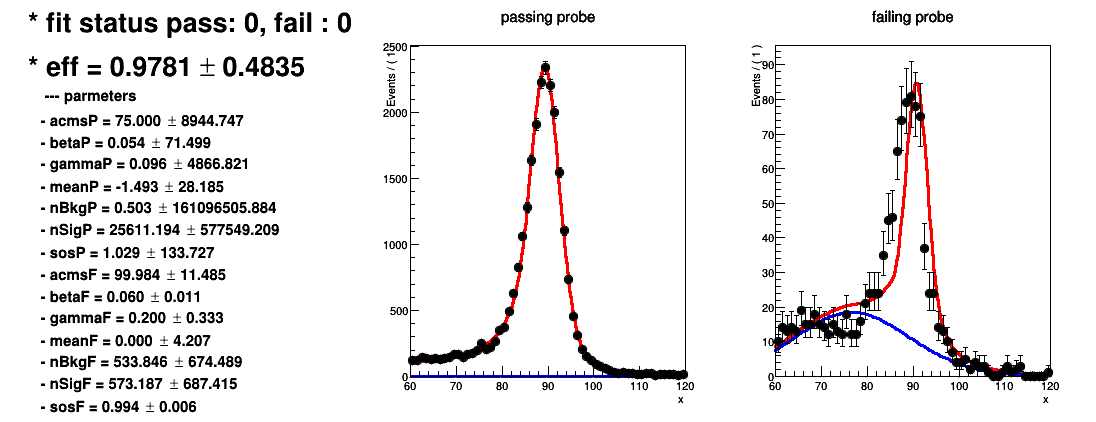 * fit status pass: 0, fail : 0
* eff = 0.9781 ± 0.4835
--- parmeters
- acmsP = 75.000 ± 8944.747
- betaP = 0.054 ± 71.499
- gammaP = 0.096 ± 4866.821
- meanP = -1.493 ± 28.185
- nBkgP = 0.503 ± 161096505.884
- nSigP = 25611.194 ± 577549.209
- sosP = 1.029 ± 133.727
- acmsF = 99.984 ± 11.485
- betaF = 0.060 ± 0.011
- gammaF = 0.200 ± 0.333
- meanF = 0.000 ± 4.207
- nBkgF = 533.846 ± 674.489
- nSigF = 573.187 ± 687.415
- sosF = 0.994 ± 0.006
passing probe
Events / ( 1 )
2500
2000
1500
1000
500
0
60 70 80 90 100 110 120
x
failing probe
Events / ( 1 )
90
80
70
60
50
40
30
20
10
0
60 70 80 90 100 110 120
x